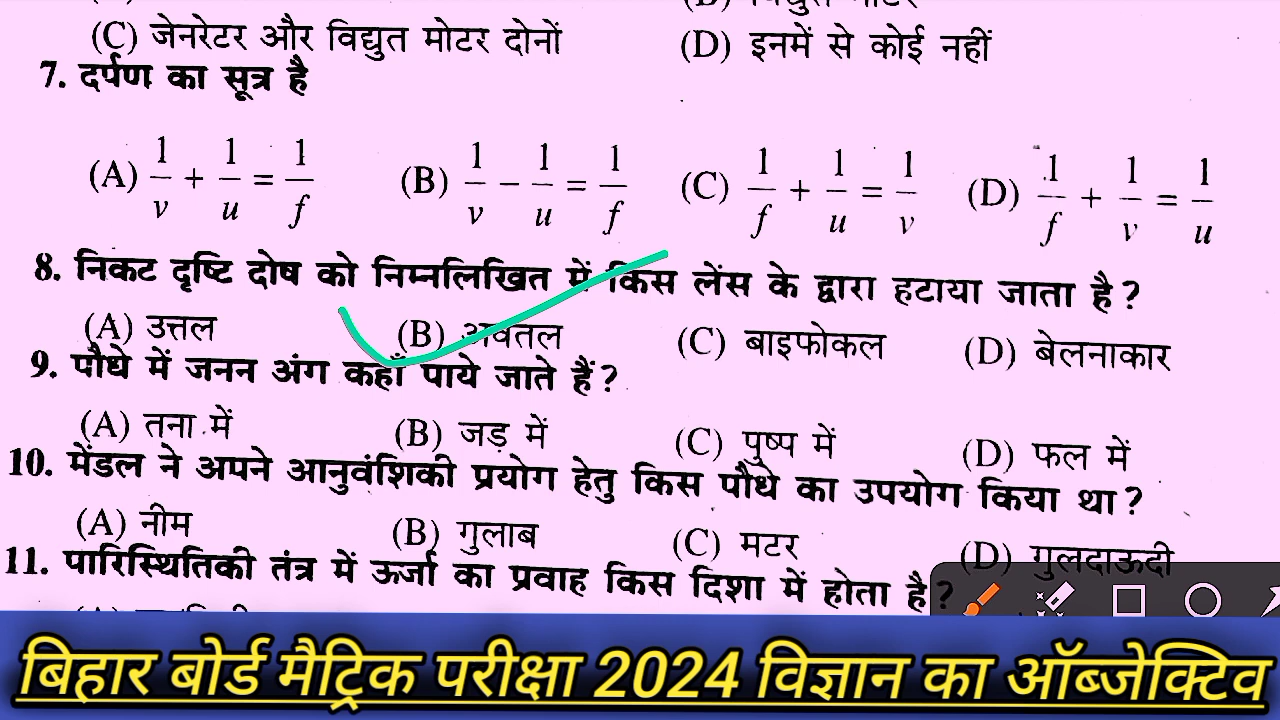 (C) जेनरेटर और विद्युत मोटर दोनों (D) इनमें से कोई नहीं
7. दर्पण का सूत्र है
(A) 1/v + 1/u = 1/f (B) 1/v − 1/u = 1/f (C) 1/f + 1/u = 1/v (D) 1/f + 1/v = 1/u
8. निकट दृष्टि दोष को निम्नलिखित में किस लेंस के द्वारा हटाया जाता है ?
(A) उत्तल (B) अवतल (C) बाइफोकल (D) बेलनाकार
9. पौधे में जनन अंग कहाँ पाये जाते हैं ?
(A) तना में (B) जड़ में (C) पुष्प में (D) फल में
10. मेंडल ने अपने आनुवंशिकी प्रयोग हेतु किस पौधे का उपयोग किया था ?
(A) नीम (B) गुलाब (C) मटर (D) गुलदाऊदी
11. पारिस्थितिकी तंत्र में ऊर्जा का प्रवाह किस दिशा में होता है ?
बिहार बोर्ड मैट्रिक परीक्षा 2024 विज्ञान का ऑब्जेक्टिव